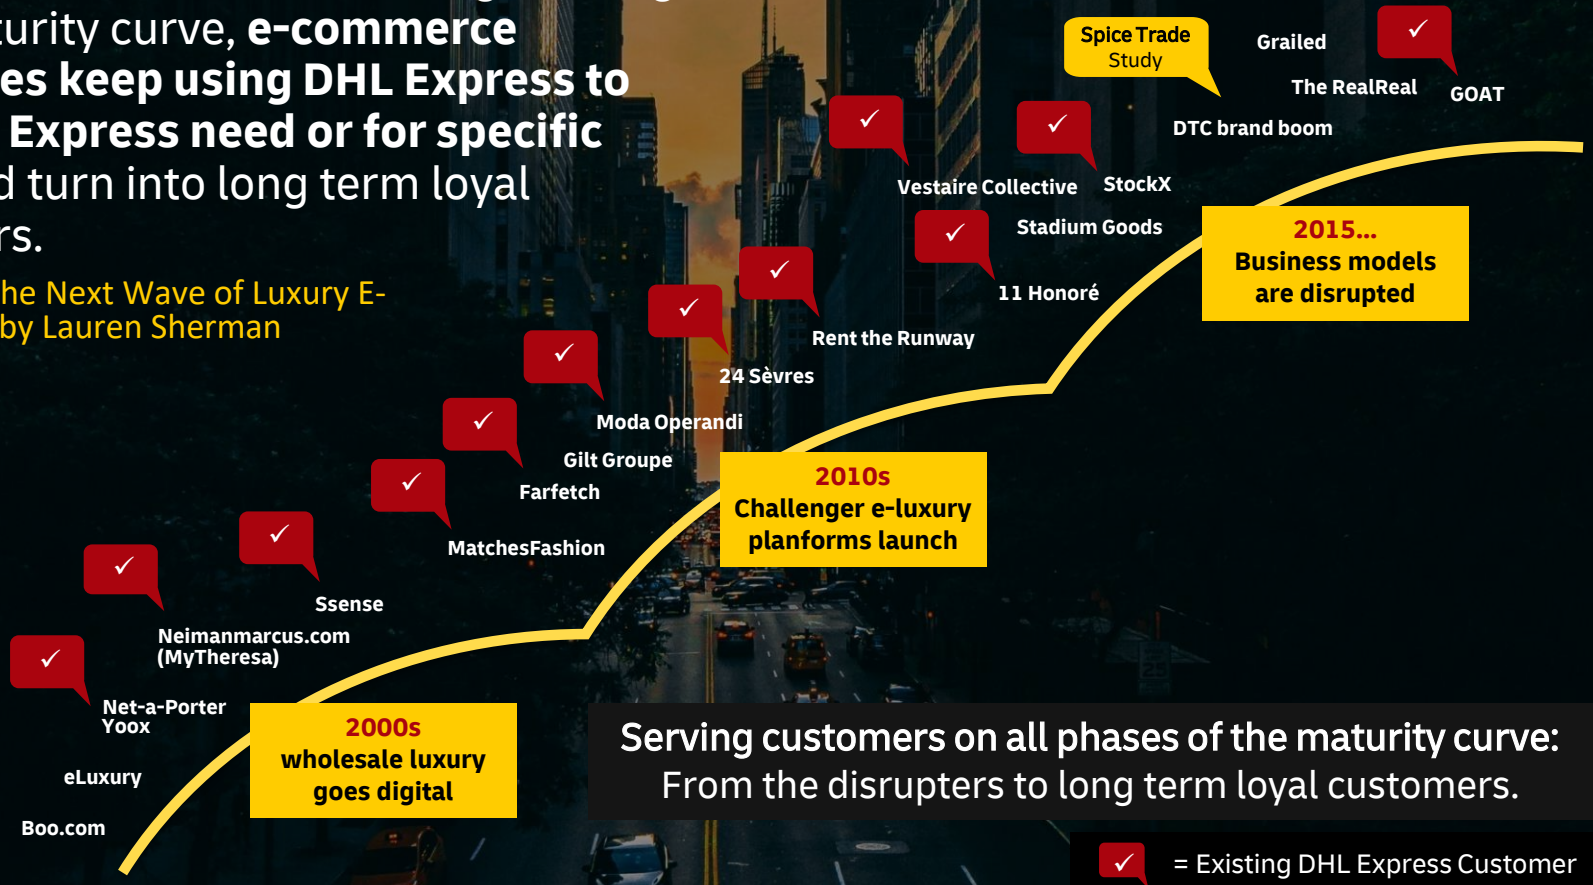 turity curve, e-commerce
es keep using DHL Express to
Express need or for specific
d turn into long term loyal
rs.
he Next Wave of Luxury E-
by Lauren Sherman
Spice Trade
Study
Grailed
The RealReal
GOAT
DTC brand boom
Vestaire Collective
StockX
Stadium Goods
11 Honoré
2015...
Business models
are disrupted
Rent the Runway
24 Sèvres
Moda Operandi
Gilt Groupe
Farfetch
MatchesFashion
2010s
Challenger e-luxury
planforms launch
Ssense
Neimanmarcus.com
(MyTheresa)
Net-a-Porter
Yoox
eLuxury
Boo.com
2000s
wholesale luxury
goes digital
Serving customers on all phases of the maturity curve:
From the disrupters to long term loyal customers.
= Existing DHL Express Customer